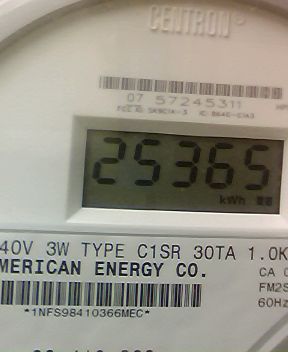 CENTRON®
07 57245311
25365
kWh
40V 3W TYPE C1SR 30TA 1.0K
MERICAN ENERGY CO.
CA 0
FM2S
60Hz
*1NFS98410366MEC*